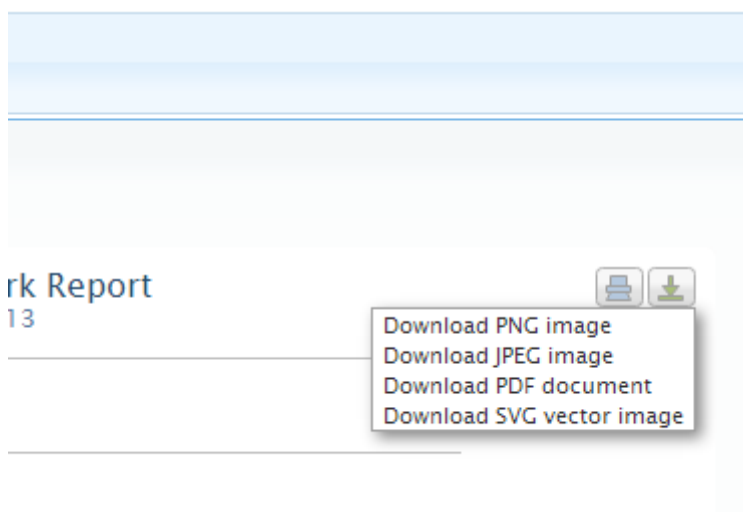 rk Report
13
Download PNG image
Download JPEG image
Download PDF document
Download SVG vector image